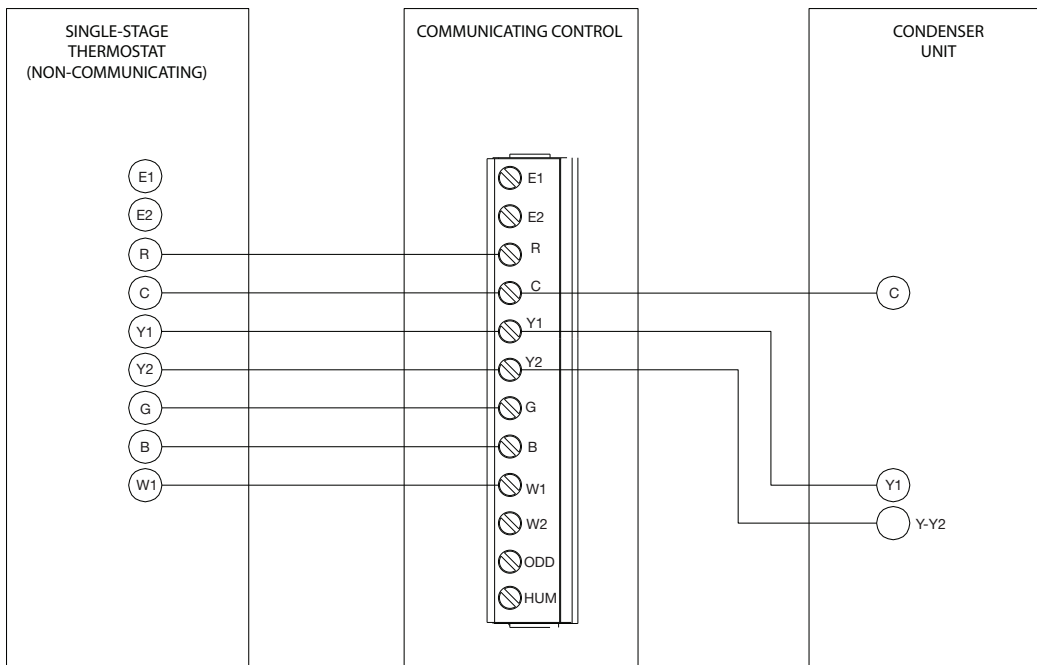 SINGLE-STAGE
THERMOSTAT
(NON-COMMUNICATING)
COMMUNICATING CONTROL
CONDENSER
UNIT
E1
E2
R
C
Y1
Y2
G
B
W1
E1
E2
R
C
Y1
Y2
G
B
W1
W2
ODD
HUM
C
Y1
Y-Y2